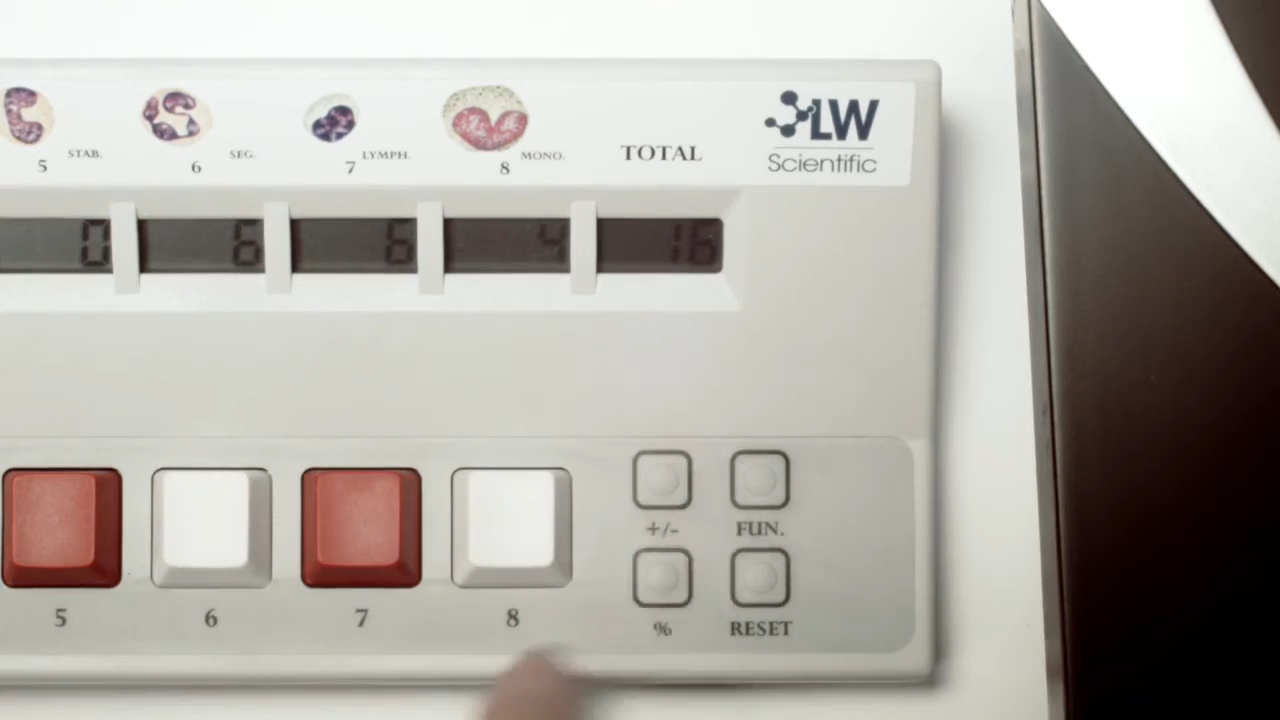 LW
Scientific
STAB.
SEG.
LYMPH.
MONO.
TOTAL
5
6
7
8
0
6
6
4
16
+/-
FUN.
5
6
7
8
%
RESET